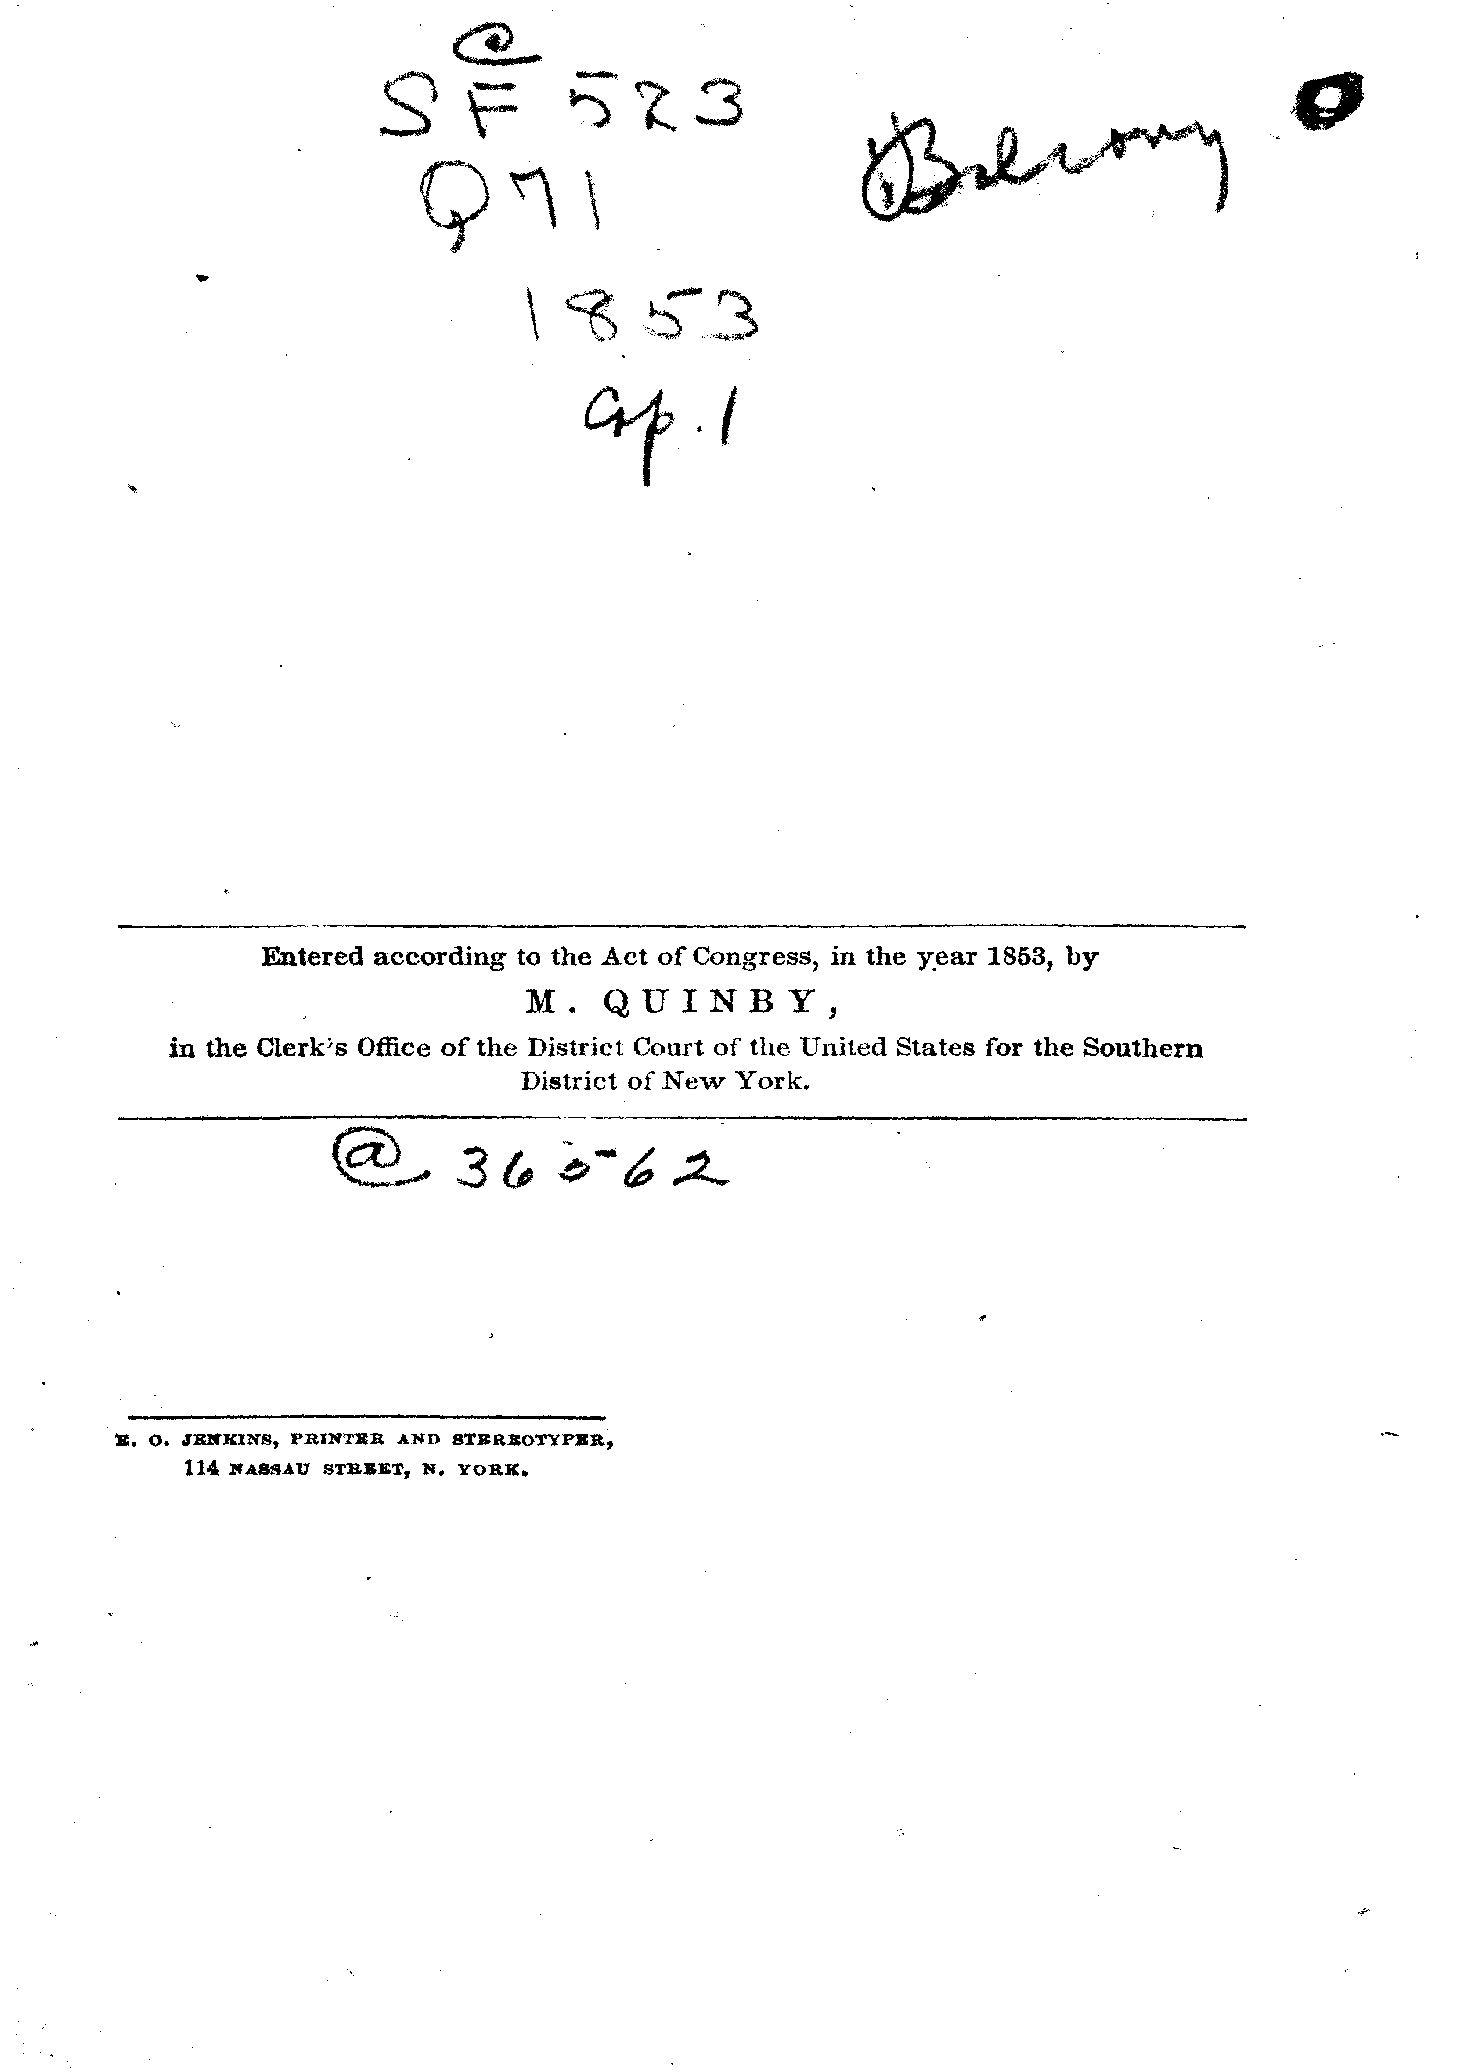 @
SF 523
Q71
1853
Cop. 1
Entered according to the Act of Congress, in the year 1853, by
M. QUINBY,
in the Clerk's Office of the District Court of the United States for the Southern
District of New York.
@ 36562
E. O. JENKINS, PRINTER AND STEREOTYPER,
114 NASSAU STREET, N. YORK.